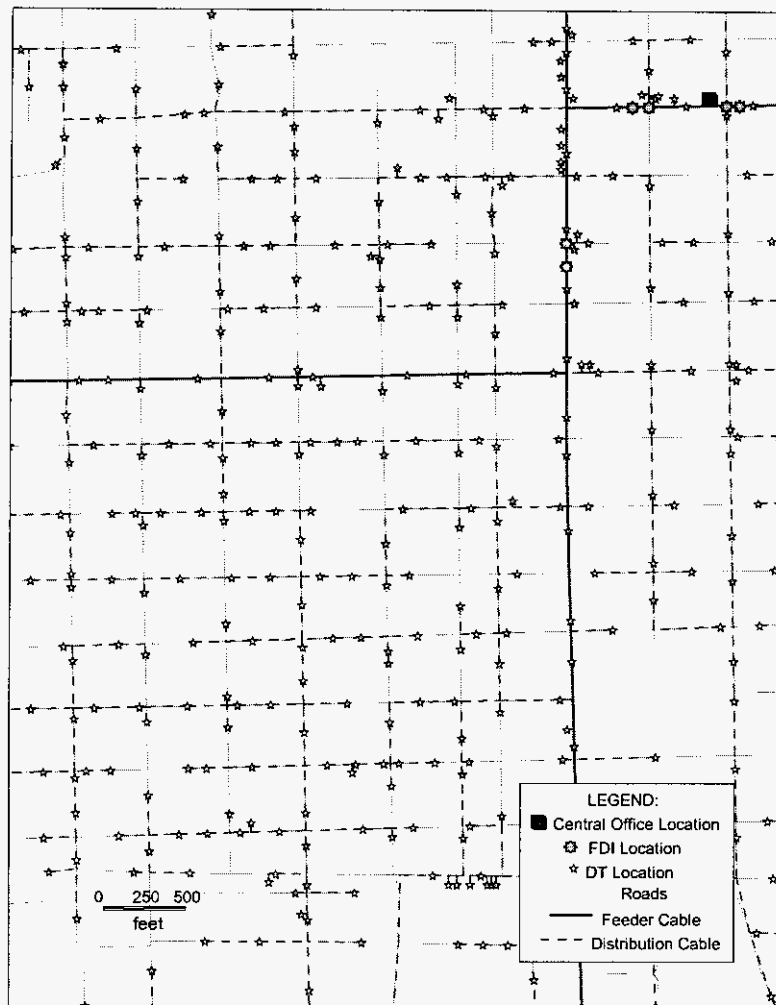 LEGEND:
Central Office Location
FDI Location
DT Location
Roads
Feeder Cable
Distribution Cable
0 250 500
feet